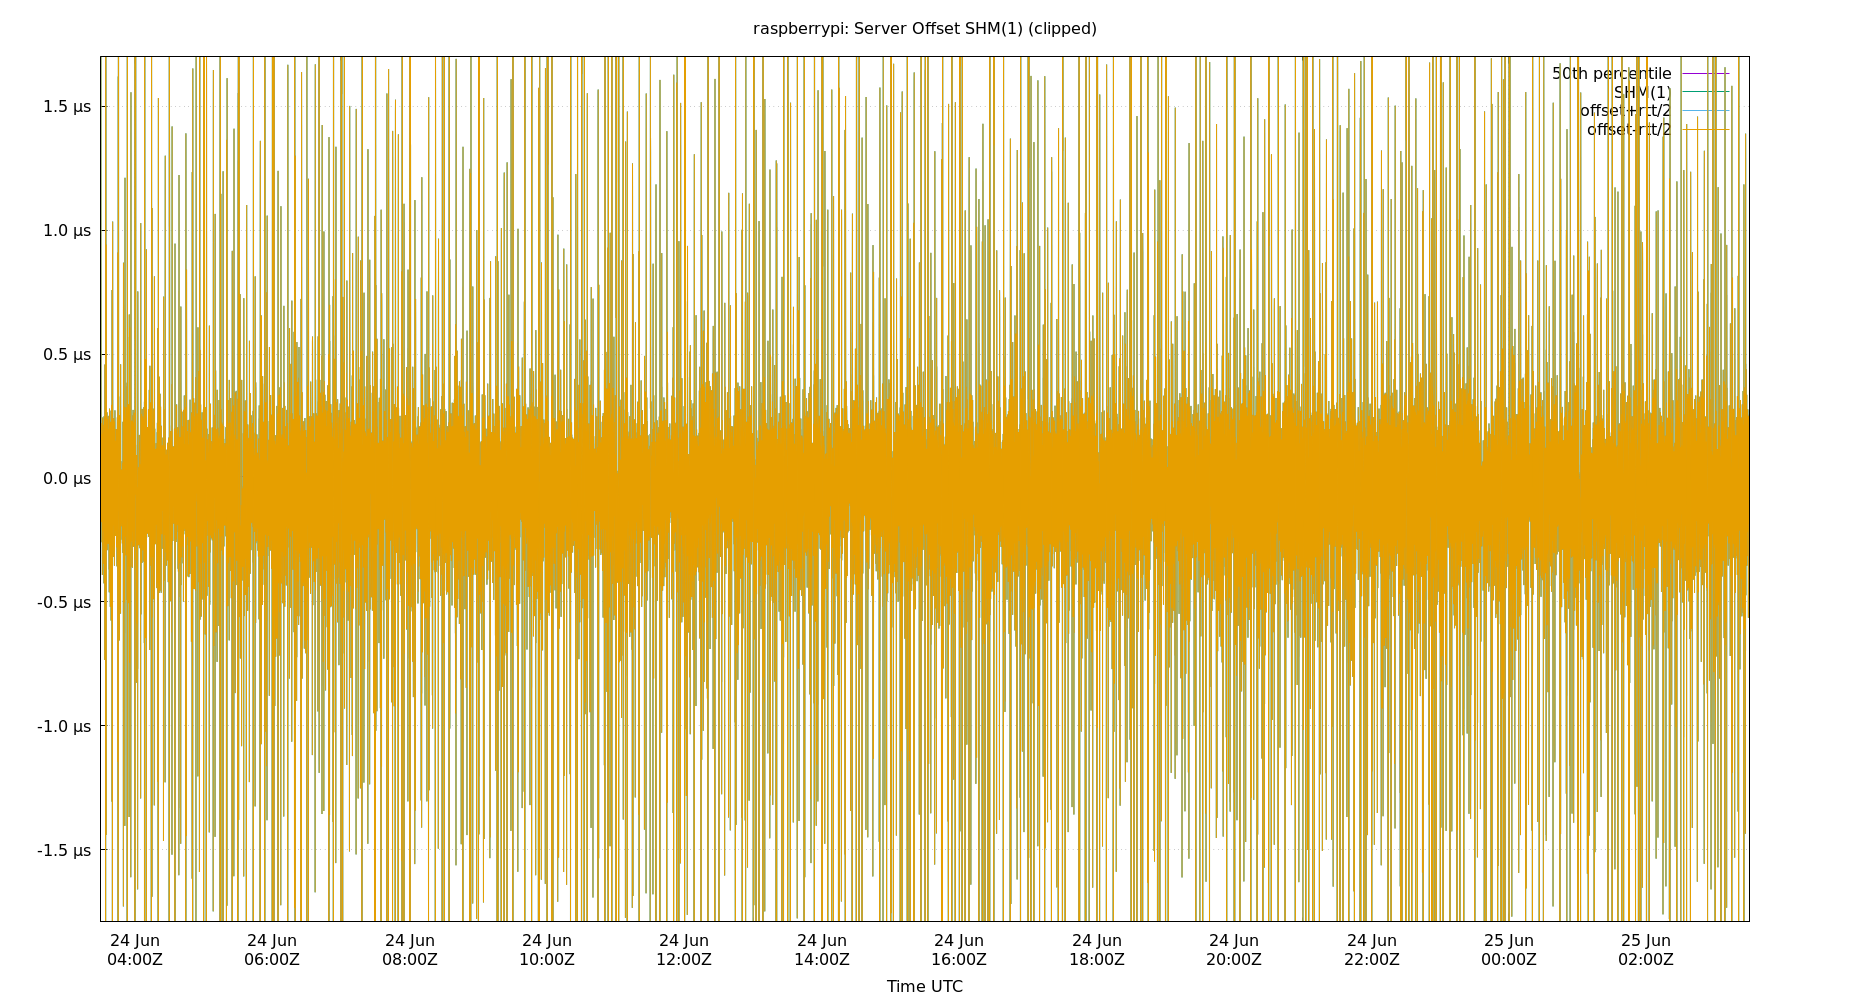 raspberrypi: Server Offset SHM(1) (clipped)
50th percentile
SHM(1)
offset+rtt/2
offset-rtt/2
1.5 µs
1.0 µs
0.5 µs
0.0 µs
-0.5 µs
-1.0 µs
-1.5 µs
24 Jun 24 Jun 24 Jun 24 Jun 24 Jun 24 Jun 24 Jun 24 Jun 24 Jun 24 Jun 25 Jun 25 Jun
04:00Z 06:00Z 08:00Z 10:00Z 12:00Z 14:00Z 16:00Z 18:00Z 20:00Z 22:00Z 00:00Z 02:00Z
Time UTC